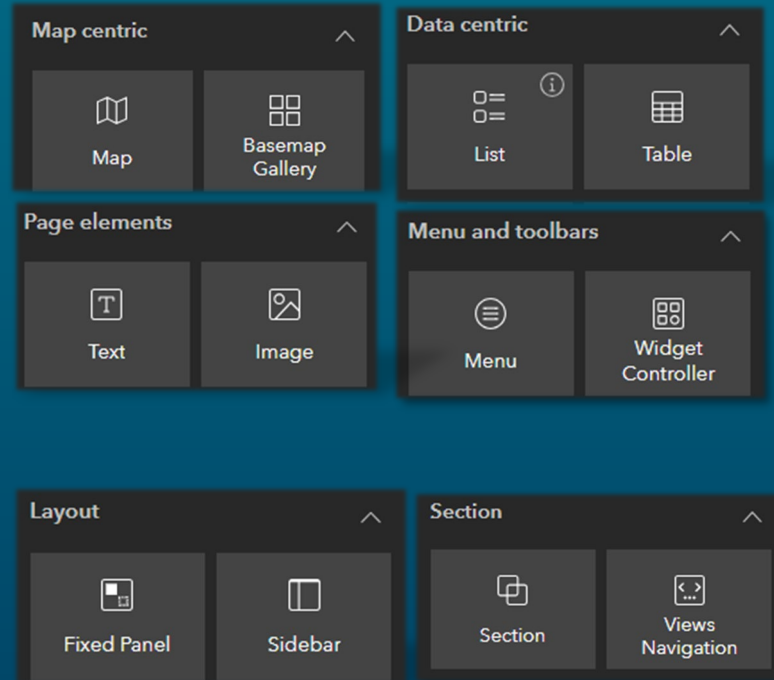 Map centric
Map
Basemap
Gallery
Data centric
List
Table
Page elements
Text
Image
Menu and toolbars
Menu
Widget
Controller
Layout
Fixed Panel
Sidebar
Section
Section
Views
Navigation